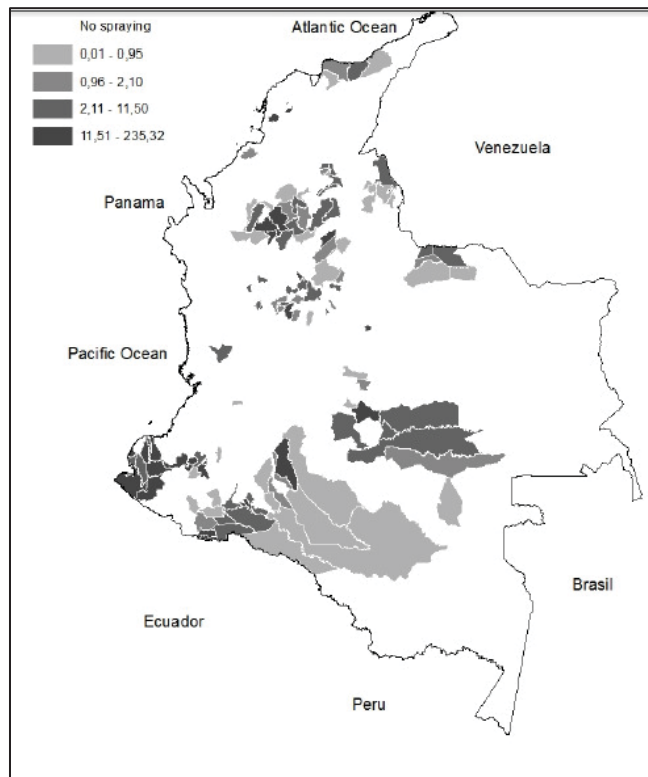 No spraying
0,01 - 0,95
0,96 - 2,10
2,11 - 11,50
11,51 - 235,32
Atlantic Ocean
Venezuela
Panama
Pacific Ocean
Brasil
Ecuador
Peru